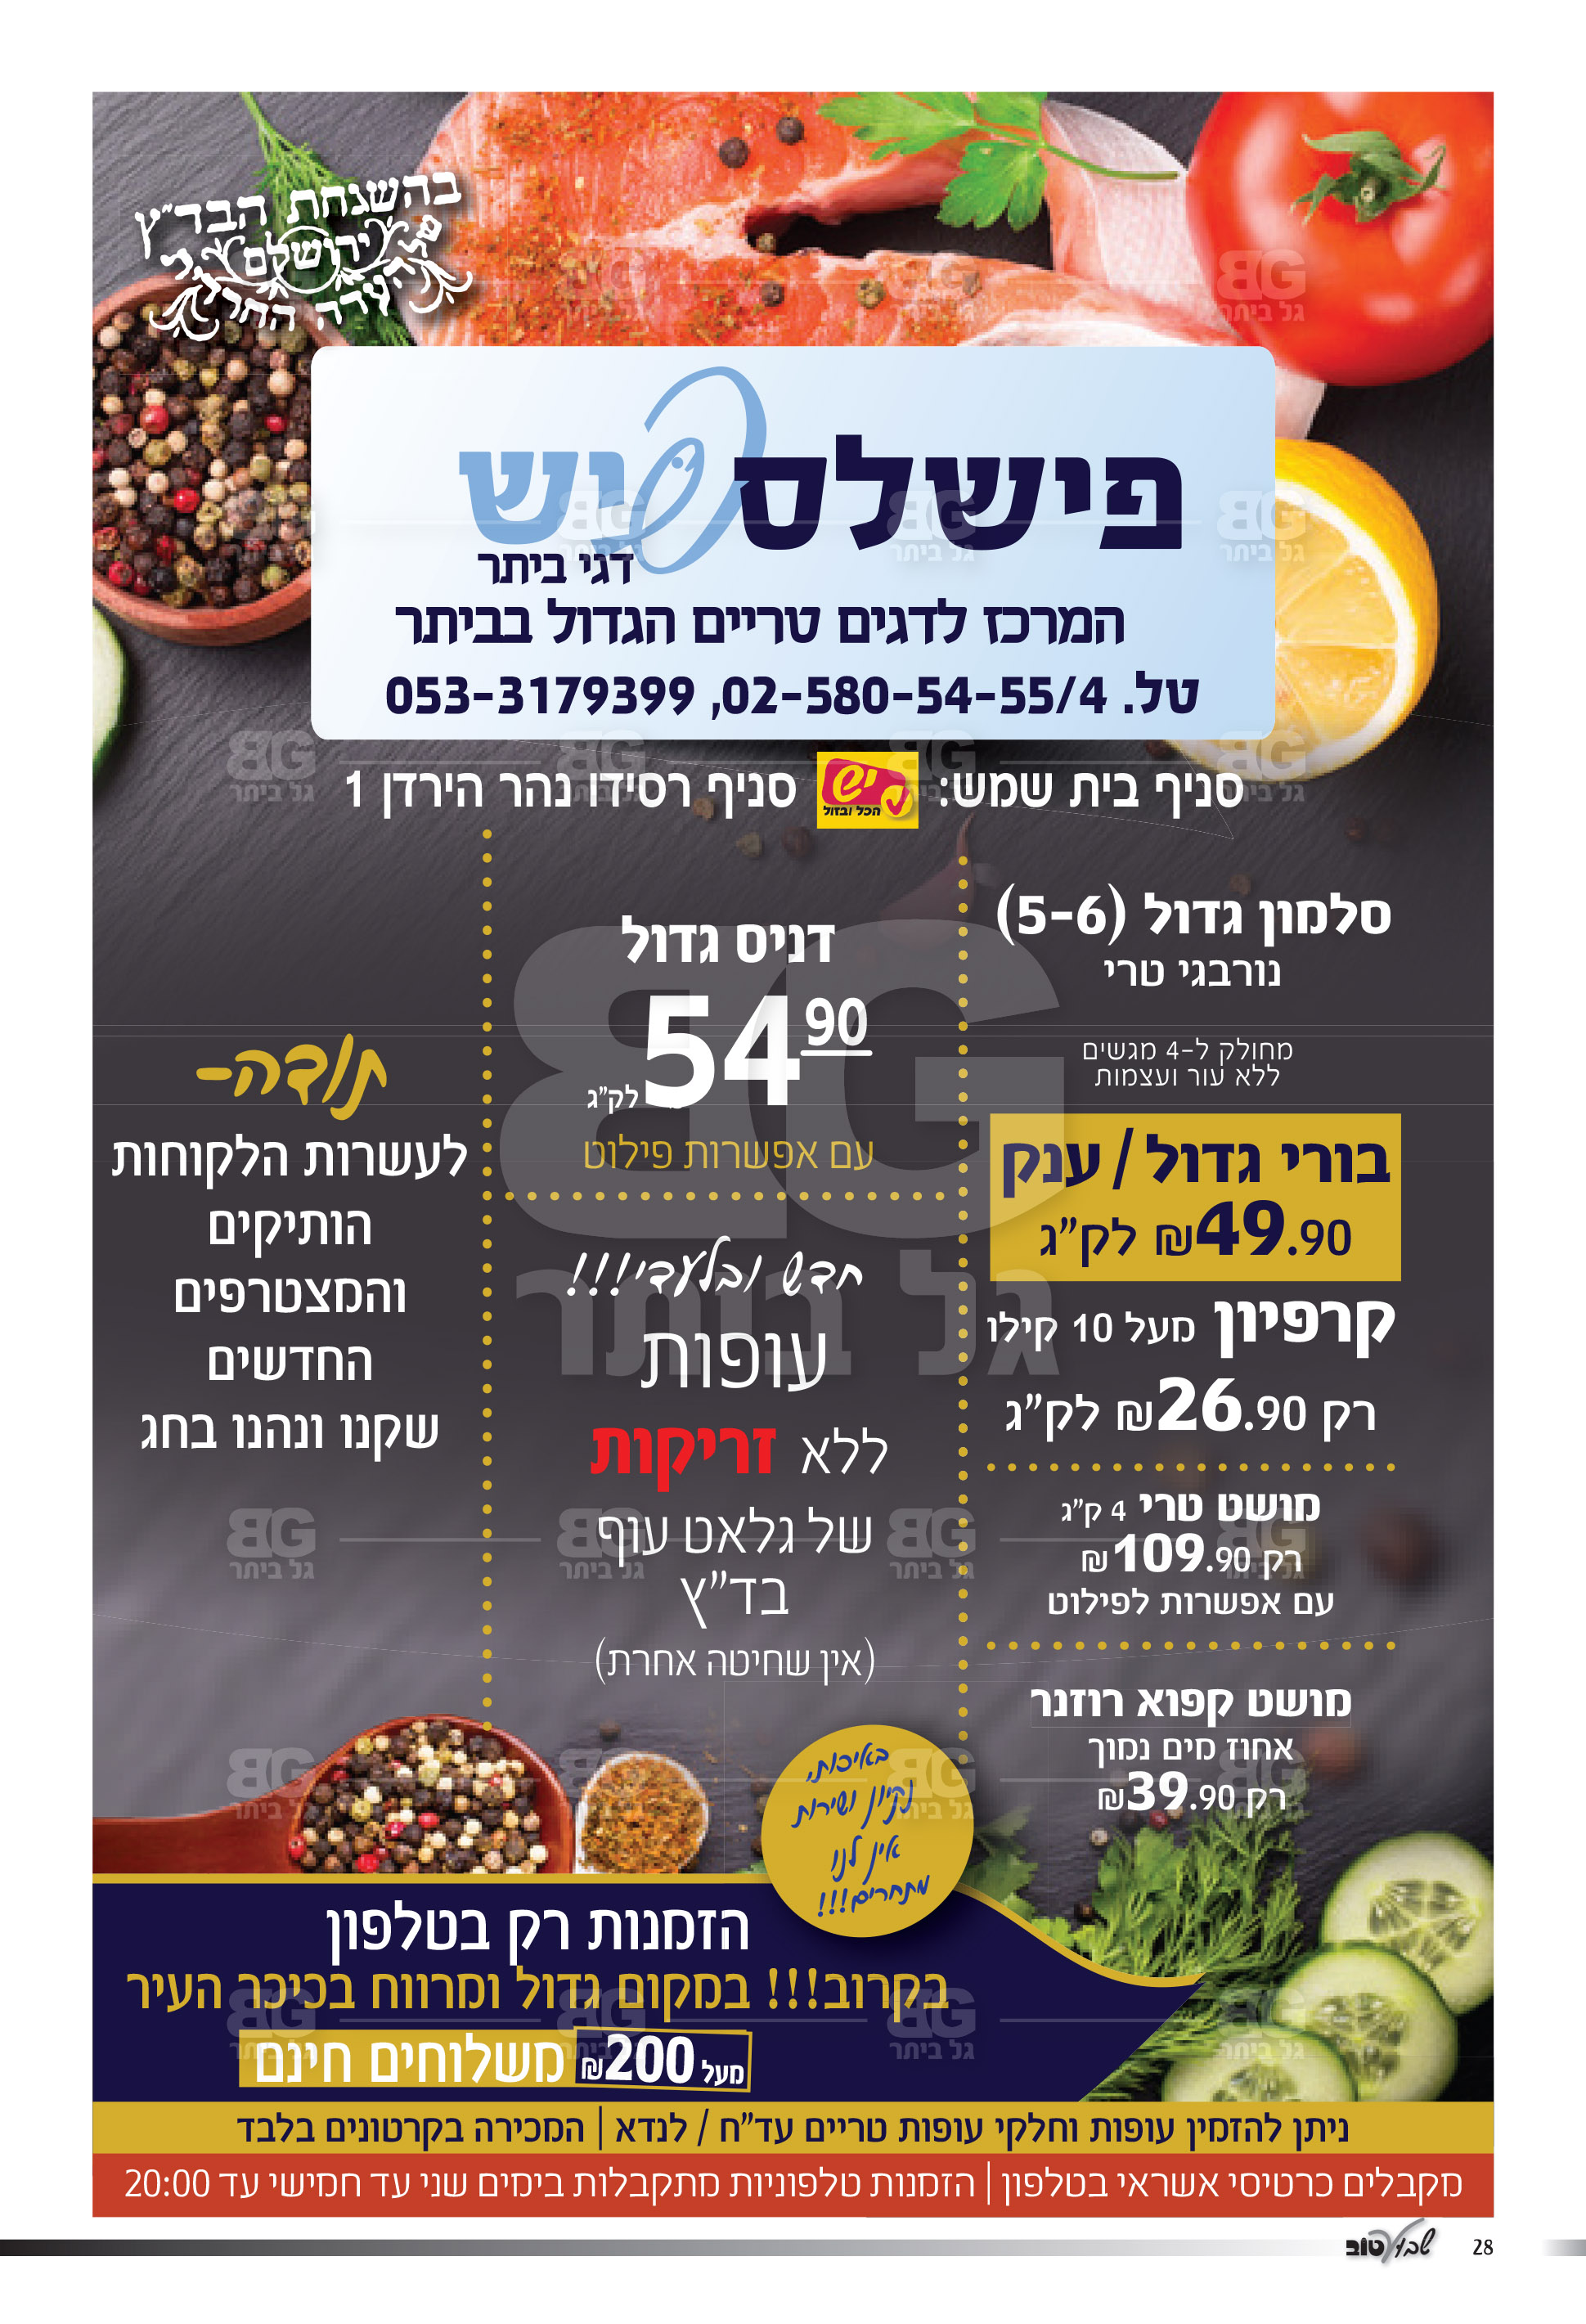 בהשגחת הבד"ץ
ירושלים
עדה החרדית
פישלס פיש
דגי ביתר
המרכז לדגים טריים הגדול בביתר
טל. 02-580-54-55/4, 053-3179399
סניף בית שמש: יש הכל ובזול סניף רסידו נהר הירדן 1
סלמון גדול (5-6)
נורבגי טרי
מחולק ל-4 מגשים
ללא עור ועצמות
בורי גדול / ענק
49.90₪ לק"ג
קרפיון מעל 10 קילו
רק 26.90₪ לק"ג
מושט טרי 4 ק"ג
רק 109.90₪
עם אפשרות לפילוט
מושט קפוא רוזנר
אחוז מים נמוך
רק 39.90₪
דניס גדול
54.90 לק"ג
עם אפשרות פילוט
חדש ובלעדי!!!
עופות
ללא זריקות
של גלאט עוף
בד"ץ
(אין שחיטה אחרת)
תודה-
לעשרות הלקוחות
הותיקים
והמצטרפים
החדשים
שקנו ונהנו בחג
באיכות,
נקיון ושירות
אין לנו
מתחרים!!!
הזמנות רק בטלפון
בקרוב!!! במקום גדול ומרווח בכיכר העיר
מעל 200₪ משלוחים חינם
ניתן להזמין עופות וחלקי עופות טריים עד"ח / לנדא | המכירה בקרטונים בלבד
מקבלים כרטיסי אשראי בטלפון | הזמנות טלפוניות מתקבלות בימים שני עד חמישי עד 20:00
שבוע טוב
28
BG
גל ביתר